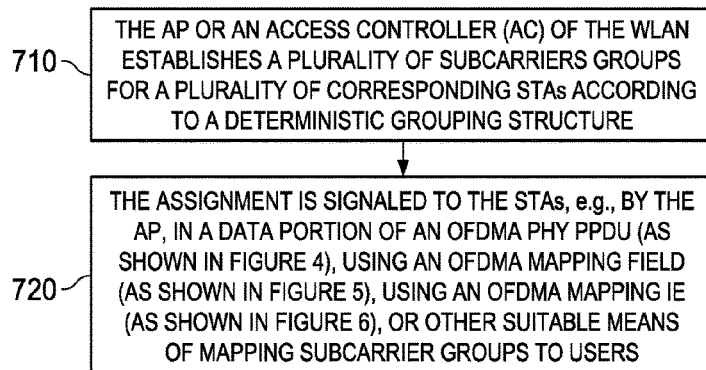 710
THE AP OR AN ACCESS CONTROLLER (AC) OF THE WLAN
ESTABLISHES A PLURALITY OF SUBCARRIERS GROUPS
FOR A PLURALITY OF CORRESPONDING STAs ACCORDING
TO A DETERMINISTIC GROUPING STRUCTURE
720
THE ASSIGNMENT IS SIGNALED TO THE STAs, e.g., BY THE
AP, IN A DATA PORTION OF AN OFDMA PHY PPDU (AS
SHOWN IN FIGURE 4), USING AN OFDMA MAPPING FIELD
(AS SHOWN IN FIGURE 5), USING AN OFDMA MAPPING IE
(AS SHOWN IN FIGURE 6), OR OTHER SUITABLE MEANS
OF MAPPING SUBCARRIER GROUPS TO USERS